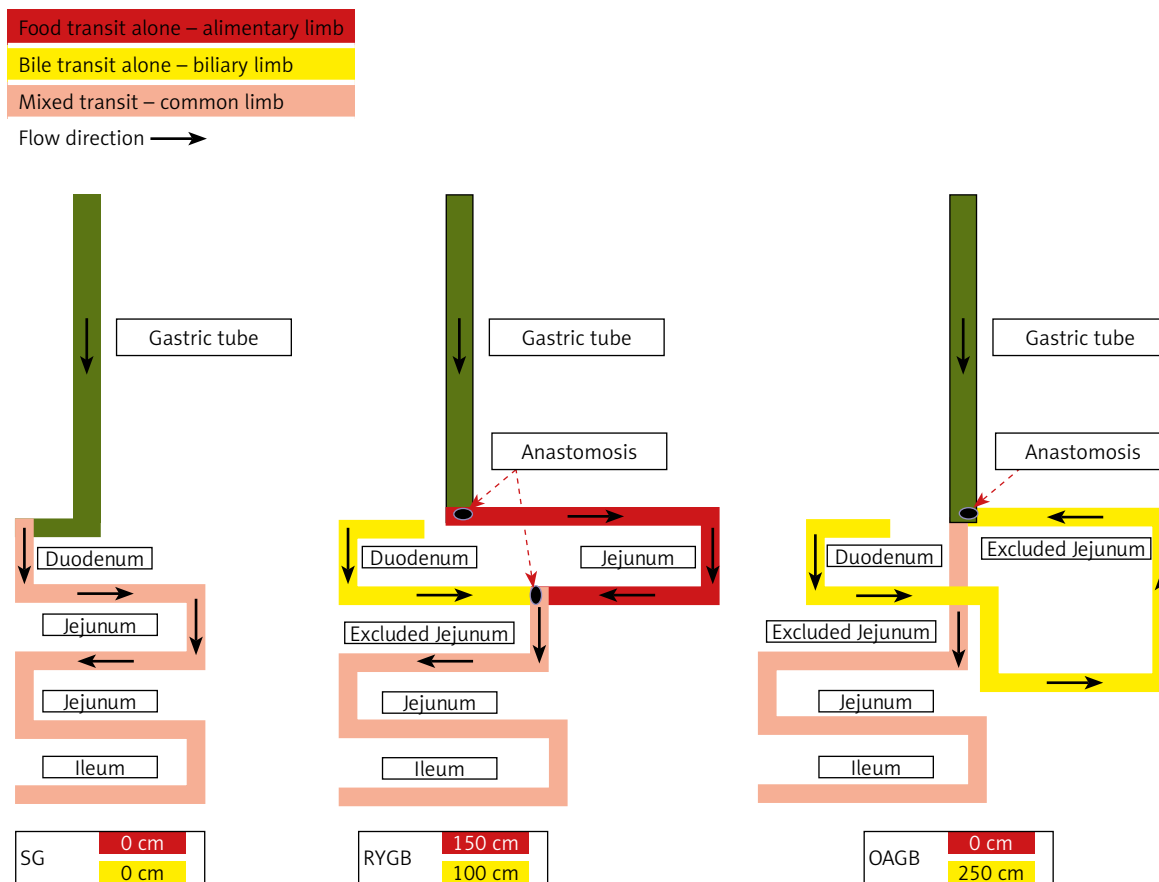 Food transit alone – alimentary limb
Bile transit alone – biliary limb
Mixed transit – common limb
Flow direction
Gastric tube
Gastric tube
Gastric tube
Anastomosis
Anastomosis
Duodenum
Duodenum
Jejunum
Duodenum
Excluded Jejunum
Jejunum
Excluded Jejunum
Excluded Jejunum
Jejunum
Jejunum
Jejunum
Ileum
Ileum
Ileum
SG
0 cm
0 cm
RYGB
150 cm
100 cm
OAGB
0 cm
250 cm